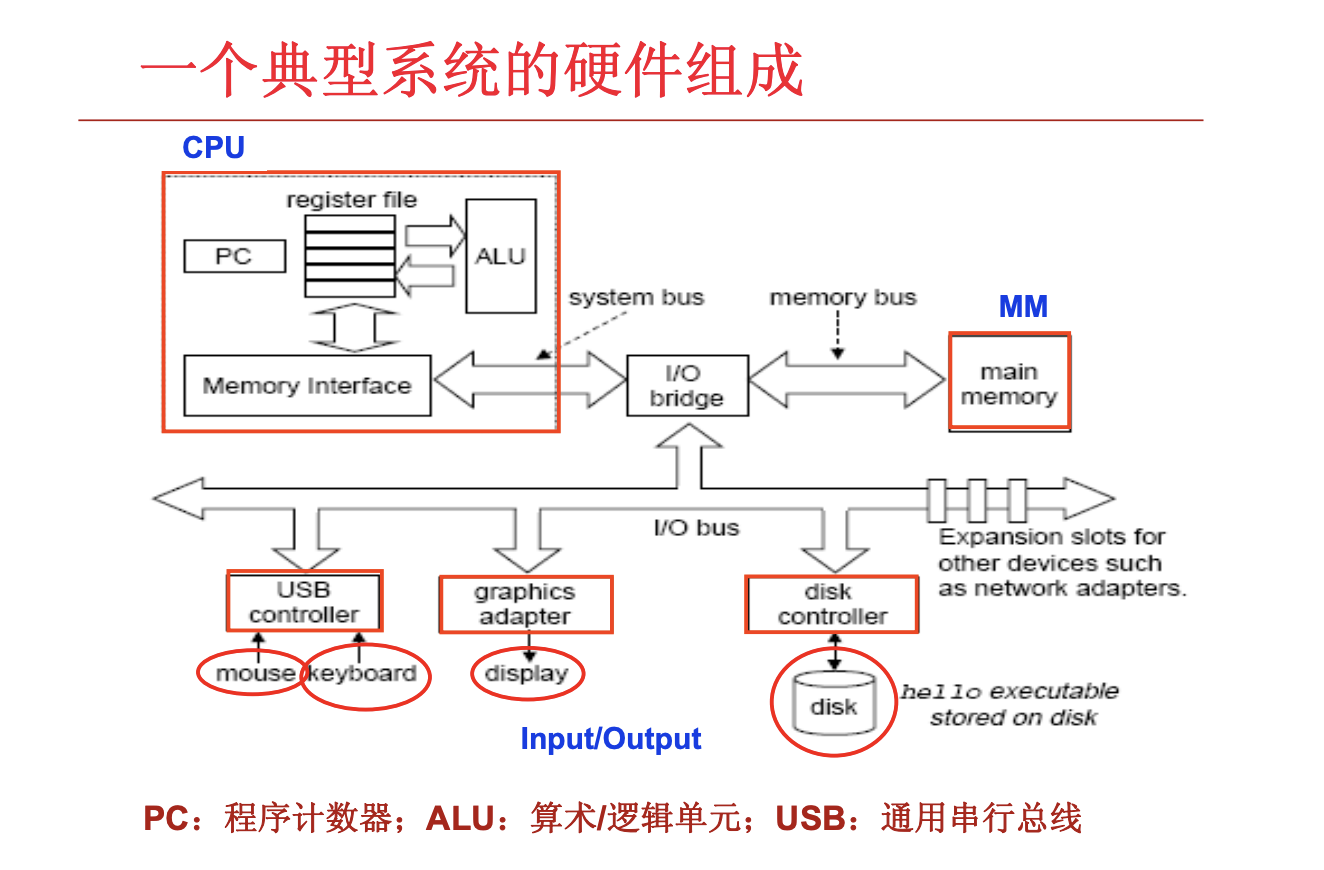 一个典型系统的硬件组成
CPU
register file
PC
ALU
system bus
memory bus
MM
Memory Interface
I/O
bridge
main
memory
I/O bus
Expansion slots for
other devices such
as network adapters.
USB
controller
graphics
adapter
disk
controller
mouse
keyboard
display
disk
hello executable
stored on disk
Input/Output
PC：程序计数器；ALU：算术/逻辑单元；USB：通用串行总线